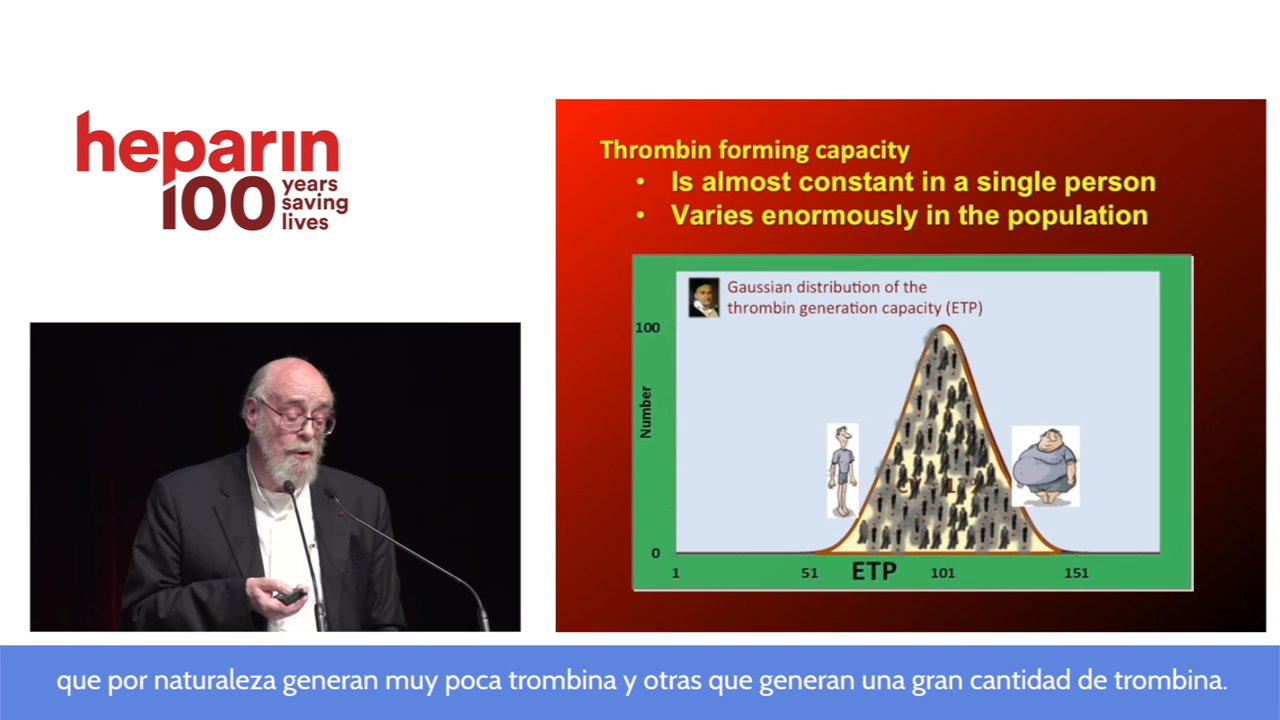 heparin
100
years
saving
lives
Thrombin forming capacity
• Is almost constant in a single person
• Varies enormously in the population
Gaussian distribution of the
thrombin generation capacity (ETP)
100
Number
0
1
51
ETP
101
151
que por naturaleza generan muy poca trombina y otras que generan una gran cantidad de trombina.